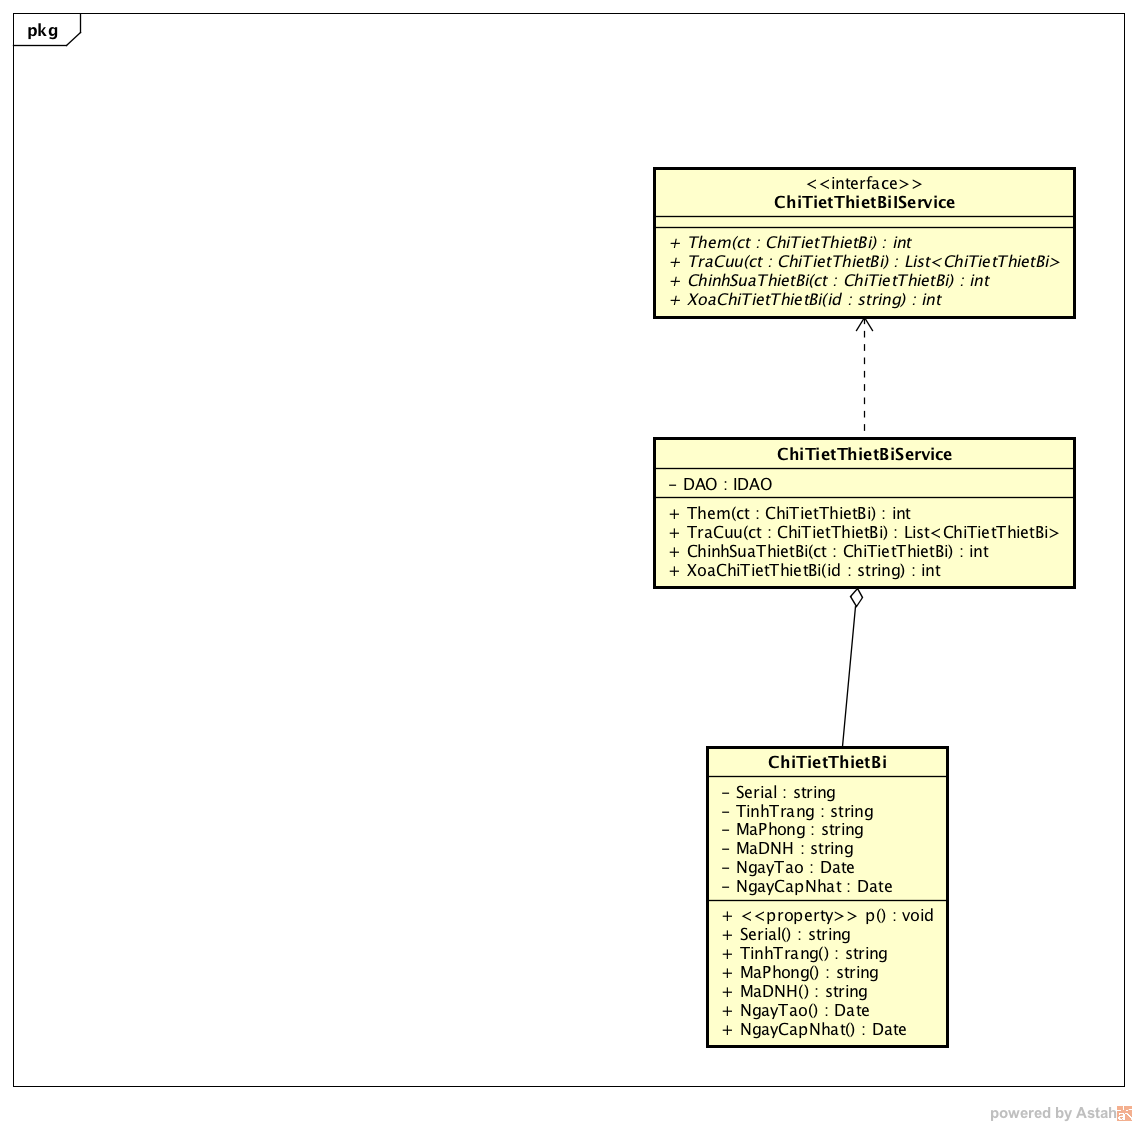 pkg
<<interface>>
ChiTietThietBiIService
+ Them(ct : ChiTietThietBi) : int
+ TraCuu(ct : ChiTietThietBi) : List<ChiTietThietBi>
+ ChinhSuaThietBi(ct : ChiTietThietBi) : int
+ XoaChiTietThietBi(id : string) : int
ChiTietThietBiService
- DAO : IDAO
+ Them(ct : ChiTietThietBi) : int
+ TraCuu(ct : ChiTietThietBi) : List<ChiTietThietBi>
+ ChinhSuaThietBi(ct : ChiTietThietBi) : int
+ XoaChiTietThietBi(id : string) : int
ChiTietThietBi
- Serial : string
- TinhTrang : string
- MaPhong : string
- MaDNH : string
- NgayTao : Date
- NgayCapNhat : Date
+ <<property>> p() : void
+ Serial() : string
+ TinhTrang() : string
+ MaPhong() : string
+ MaDNH() : string
+ NgayTao() : Date
+ NgayCapNhat() : Date
powered by Astah